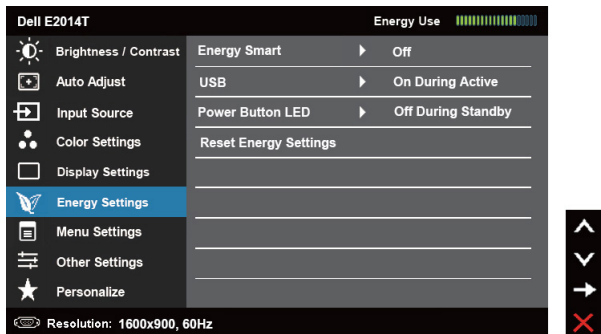 Dell E2014T Energy Use
Brightness / Contrast Energy Smart Off
Auto Adjust USB On During Active
Input Source Power Button LED Off During Standby
Color Settings Reset Energy Settings
Display Settings
Energy Settings
Menu Settings
Other Settings
Personalize
Resolution: 1600x900, 60Hz